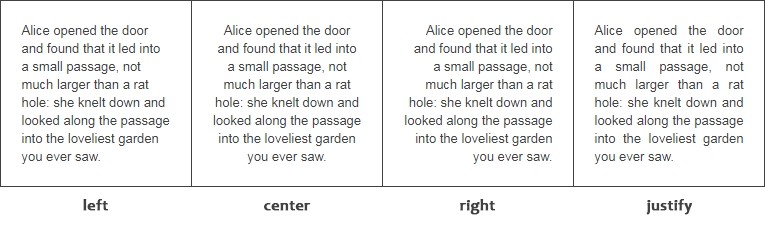 Alice opened the door
and found that it led into
a small passage, not
much larger than a rat
hole: she knelt down and
looked along the passage
into the loveliest garden
you ever saw.
left
Alice opened the door
and found that it led into
a small passage, not
much larger than a rat
hole: she knelt down and
looked along the passage
into the loveliest garden
you ever saw.
center
Alice opened the door
and found that it led into
a small passage, not
much larger than a rat
hole: she knelt down and
looked along the passage
into the loveliest garden
you ever saw.
right
Alice opened the door
and found that it led into
a small passage, not
much larger than a rat
hole: she knelt down and
looked along the passage
into the loveliest garden
you ever saw.
justify